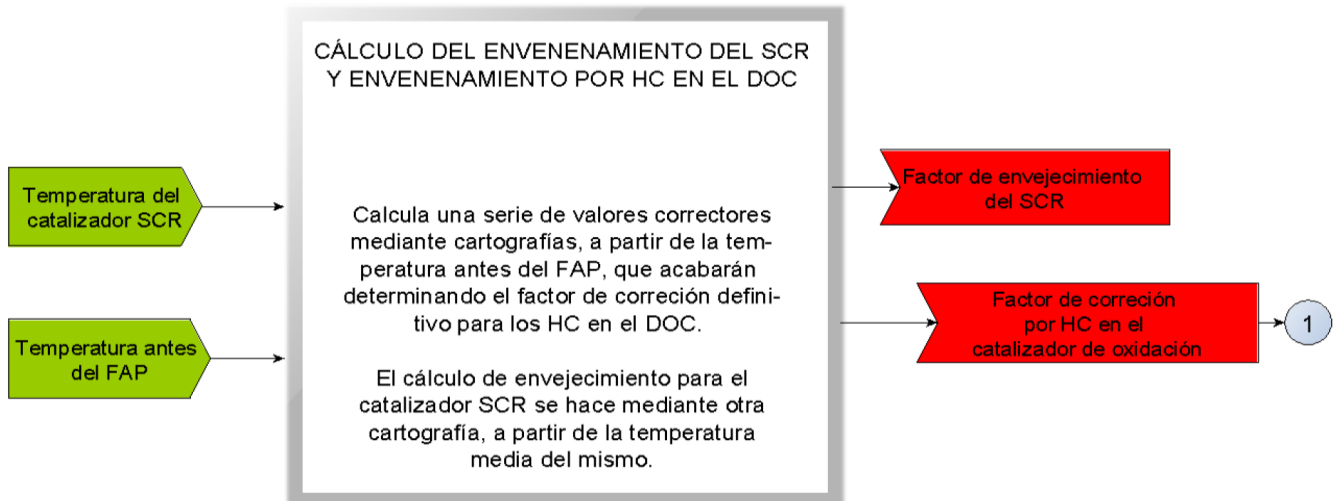 CÁLCULO DEL ENVENENAMIENTO DEL SCR
Y ENVENENAMIENTO POR HC EN EL DOC
Temperatura del
catalizador SCR
Temperatura antes
del FAP
Calcula una serie de valores correctores
mediante cartografías, a partir de la tem-
peratura antes del FAP, que acabarán
determinando el factor de correción defini-
tivo para los HC en el DOC.
El cálculo de envejecimiento para el
catalizador SCR se hace mediante otra
cartografía, a partir de la temperatura
media del mismo.
Factor de envejecimiento
del SCR
Factor de correción
por HC en el
catalizador de oxidación
1